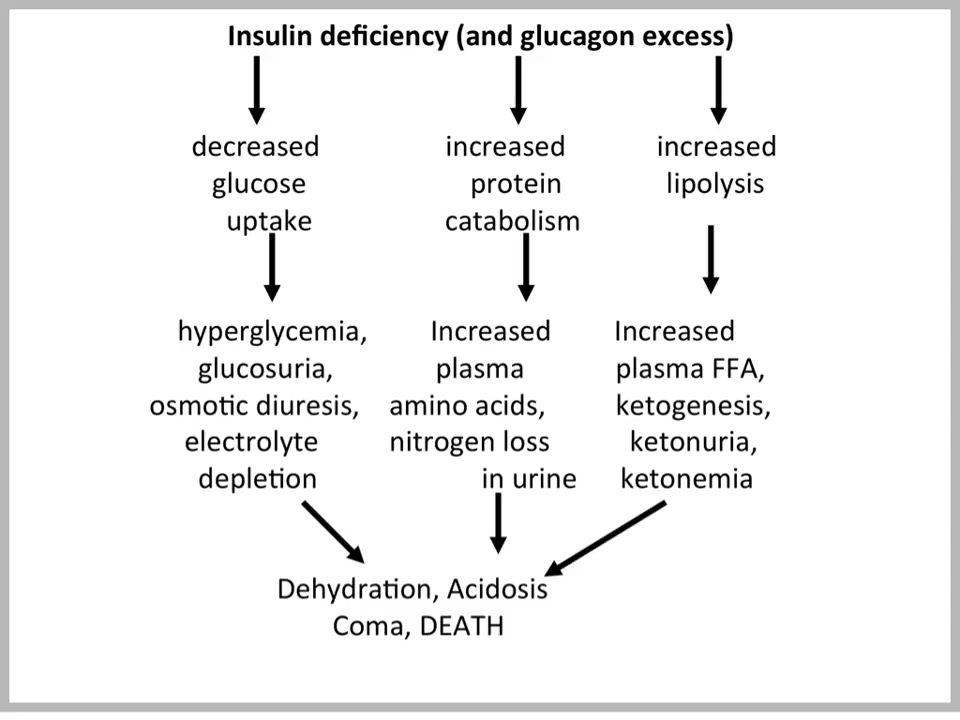 Insulin deficiency (and glucagon excess)
decreased
glucose
uptake
increased
protein
catabolism
increased
lipolysis
hyperglycemia,
glucosuria,
osmotic diuresis,
electrolyte
depletion
Increased
plasma
amino acids,
nitrogen loss
in urine
Increased
plasma FFA,
ketogenesis,
ketonuria,
ketonemia
Dehydration, Acidosis
Coma, DEATH